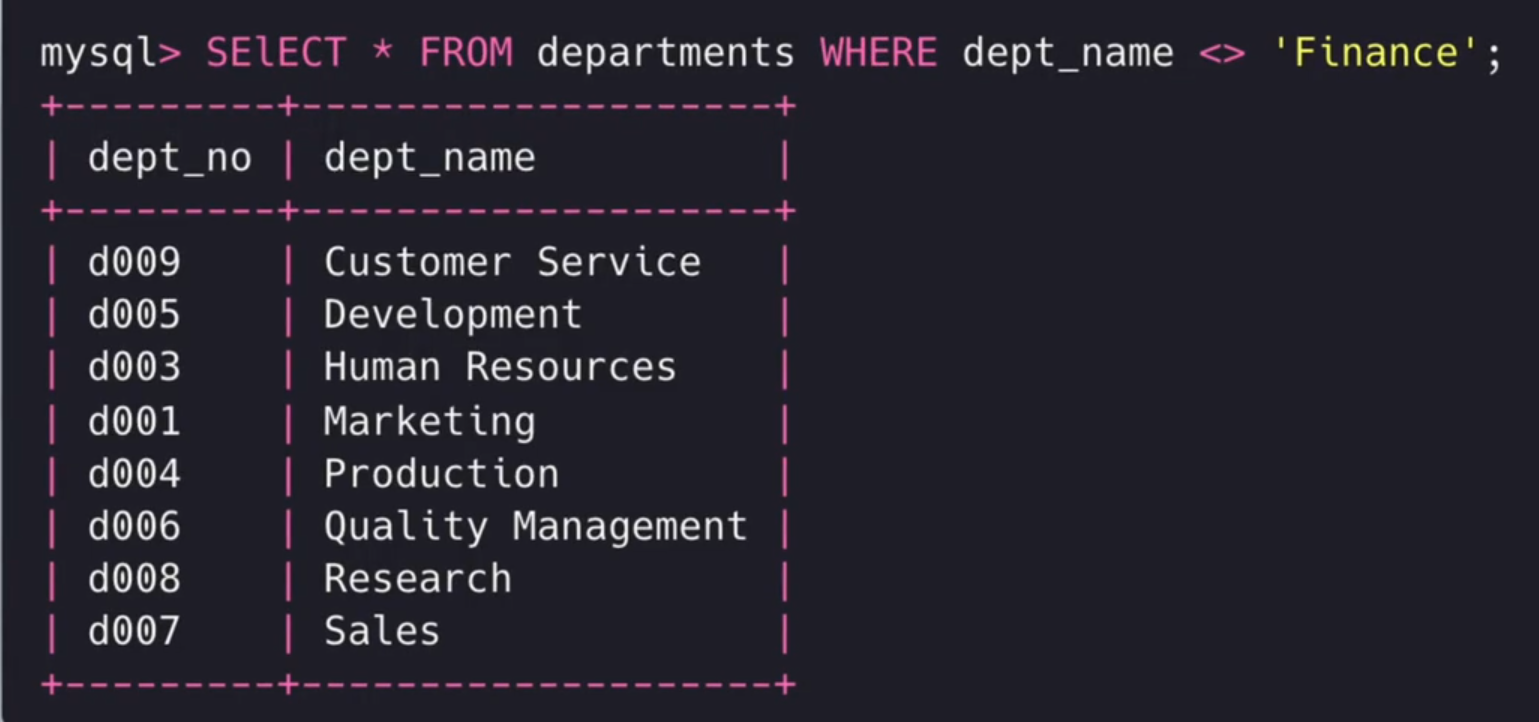 mysql> SElECT * FROM departments WHERE dept_name <> 'Finance';
+---------+--------------------+
| dept_no | dept_name          |
+---------+--------------------+
| d009    | Customer Service   |
| d005    | Development        |
| d003    | Human Resources    |
| d001    | Marketing          |
| d004    | Production         |
| d006    | Quality Management |
| d008    | Research           |
| d007    | Sales              |
+---------+--------------------+